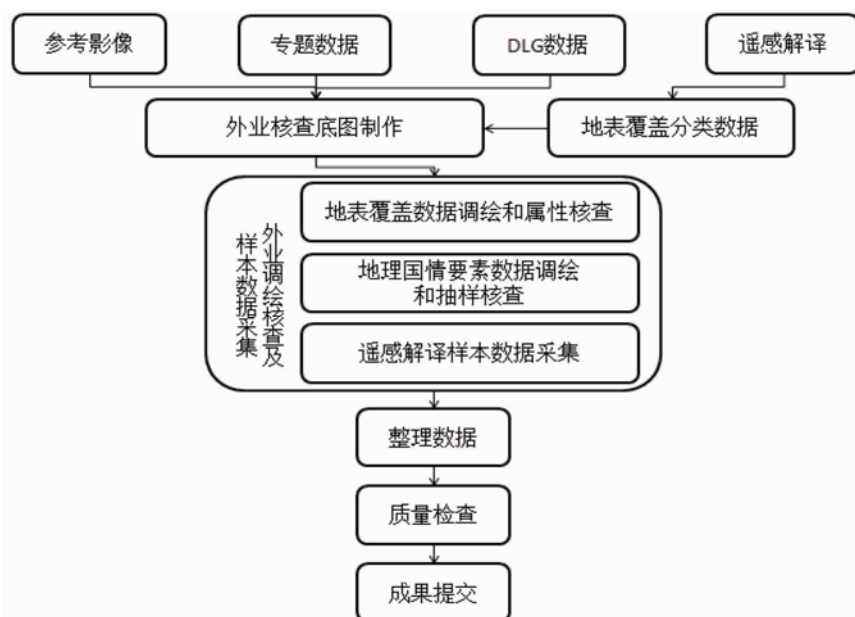 参考影像
专题数据
DLG数据
遥感解译
外业核查底图制作
地表覆盖分类数据
外业调绘核查及
样本数据采集
地表覆盖数据调绘和属性核查
地理国情要素数据调绘
和抽样核查
遥感解译样本数据采集
整理数据
质量检查
成果提交